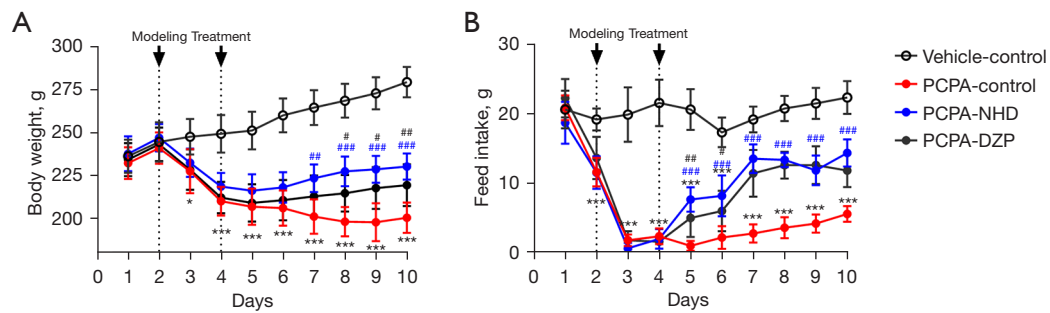 A
Modeling Treatment
Body weight, g
300
275
250
225
200
0 1 2 3 4 5 6 7 8 9 10
Days
* *** *** *** *** *** *** ***
## ### ### ###
# # ##
B
Modeling Treatment
Feed intake, g
30
20
10
0
0 1 2 3 4 5 6 7 8 9 10
Days
*** *** *** *** *** *** *** *** ***
### ### ### ### ### ###
## #
Vehicle-control
PCPA-control
PCPA-NHD
PCPA-DZP